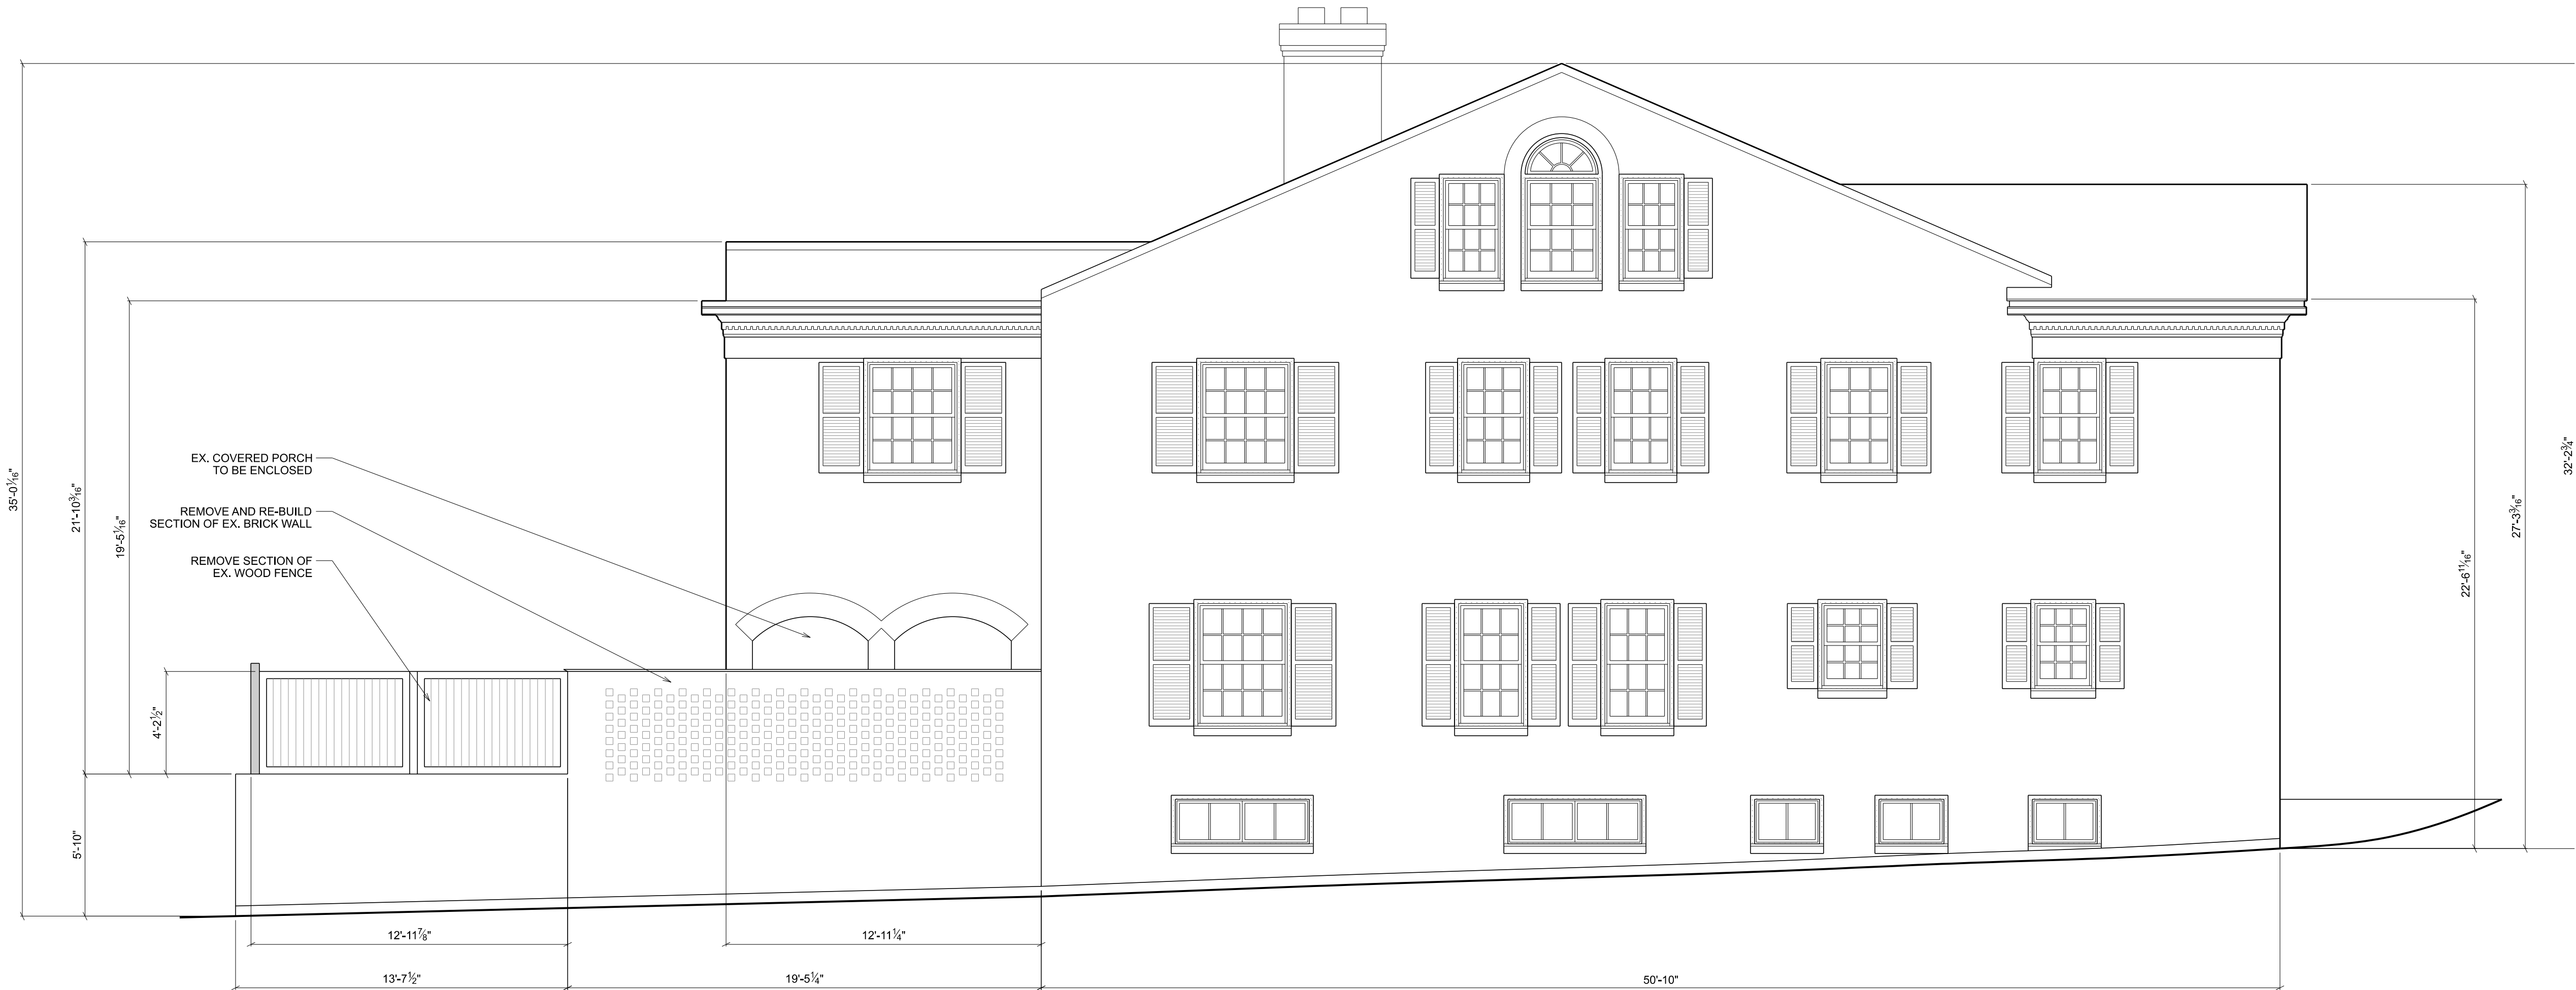 EX. COVERED PORCH
TO BE ENCLOSED
REMOVE AND RE-BUILD
SECTION OF EX. BRICK WALL
REMOVE SECTION OF
EX. WOOD FENCE
35'-0 1/16"
21'-10 3/16"
19'-5 1/16"
4'-2 1/2"
5'-10"
12'-11 7/8"
12'-11 1/4"
13'-7 1/2"
19'-5 1/4"
50'-10"
22'-6 11/16"
27'-3 3/16"
32'-2 3/4"